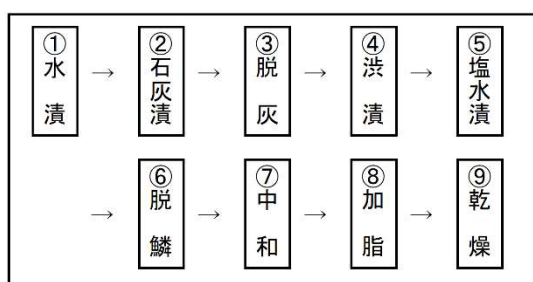 ①水漬 → ②石灰漬 → ③脱灰 → ④渋漬 → ⑤塩水漬
→ ⑥脱鱗 → ⑦中和 → ⑧加脂 → ⑨乾燥